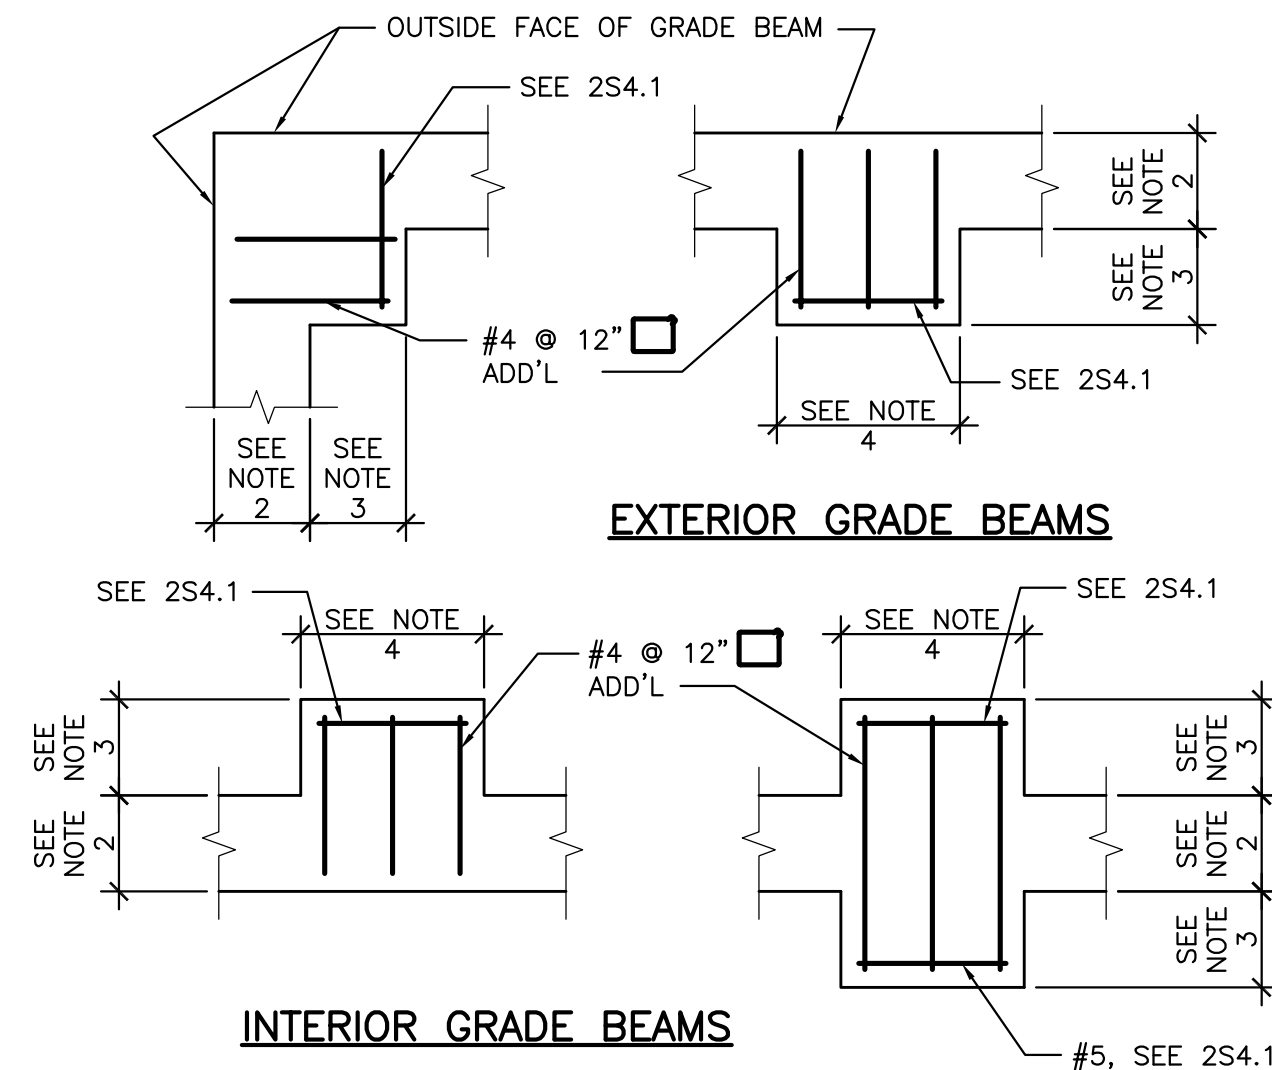 OUTSIDE FACE OF GRADE BEAM
SEE 2S4.1
SEE
NOTE
2
SEE
NOTE
3
#4 @ 12"
ADD'L
SEE 2S4.1
SEE NOTE
4
SEE
NOTE
2
SEE
NOTE
3
EXTERIOR GRADE BEAMS
SEE 2S4.1
SEE NOTE
4
#4 @ 12"
ADD'L
SEE NOTE
4
SEE 2S4.1
SEE
NOTE
3
SEE
NOTE
2
SEE
NOTE
3
SEE
NOTE
2
SEE
NOTE
3
INTERIOR GRADE BEAMS
#5, SEE 2S4.1